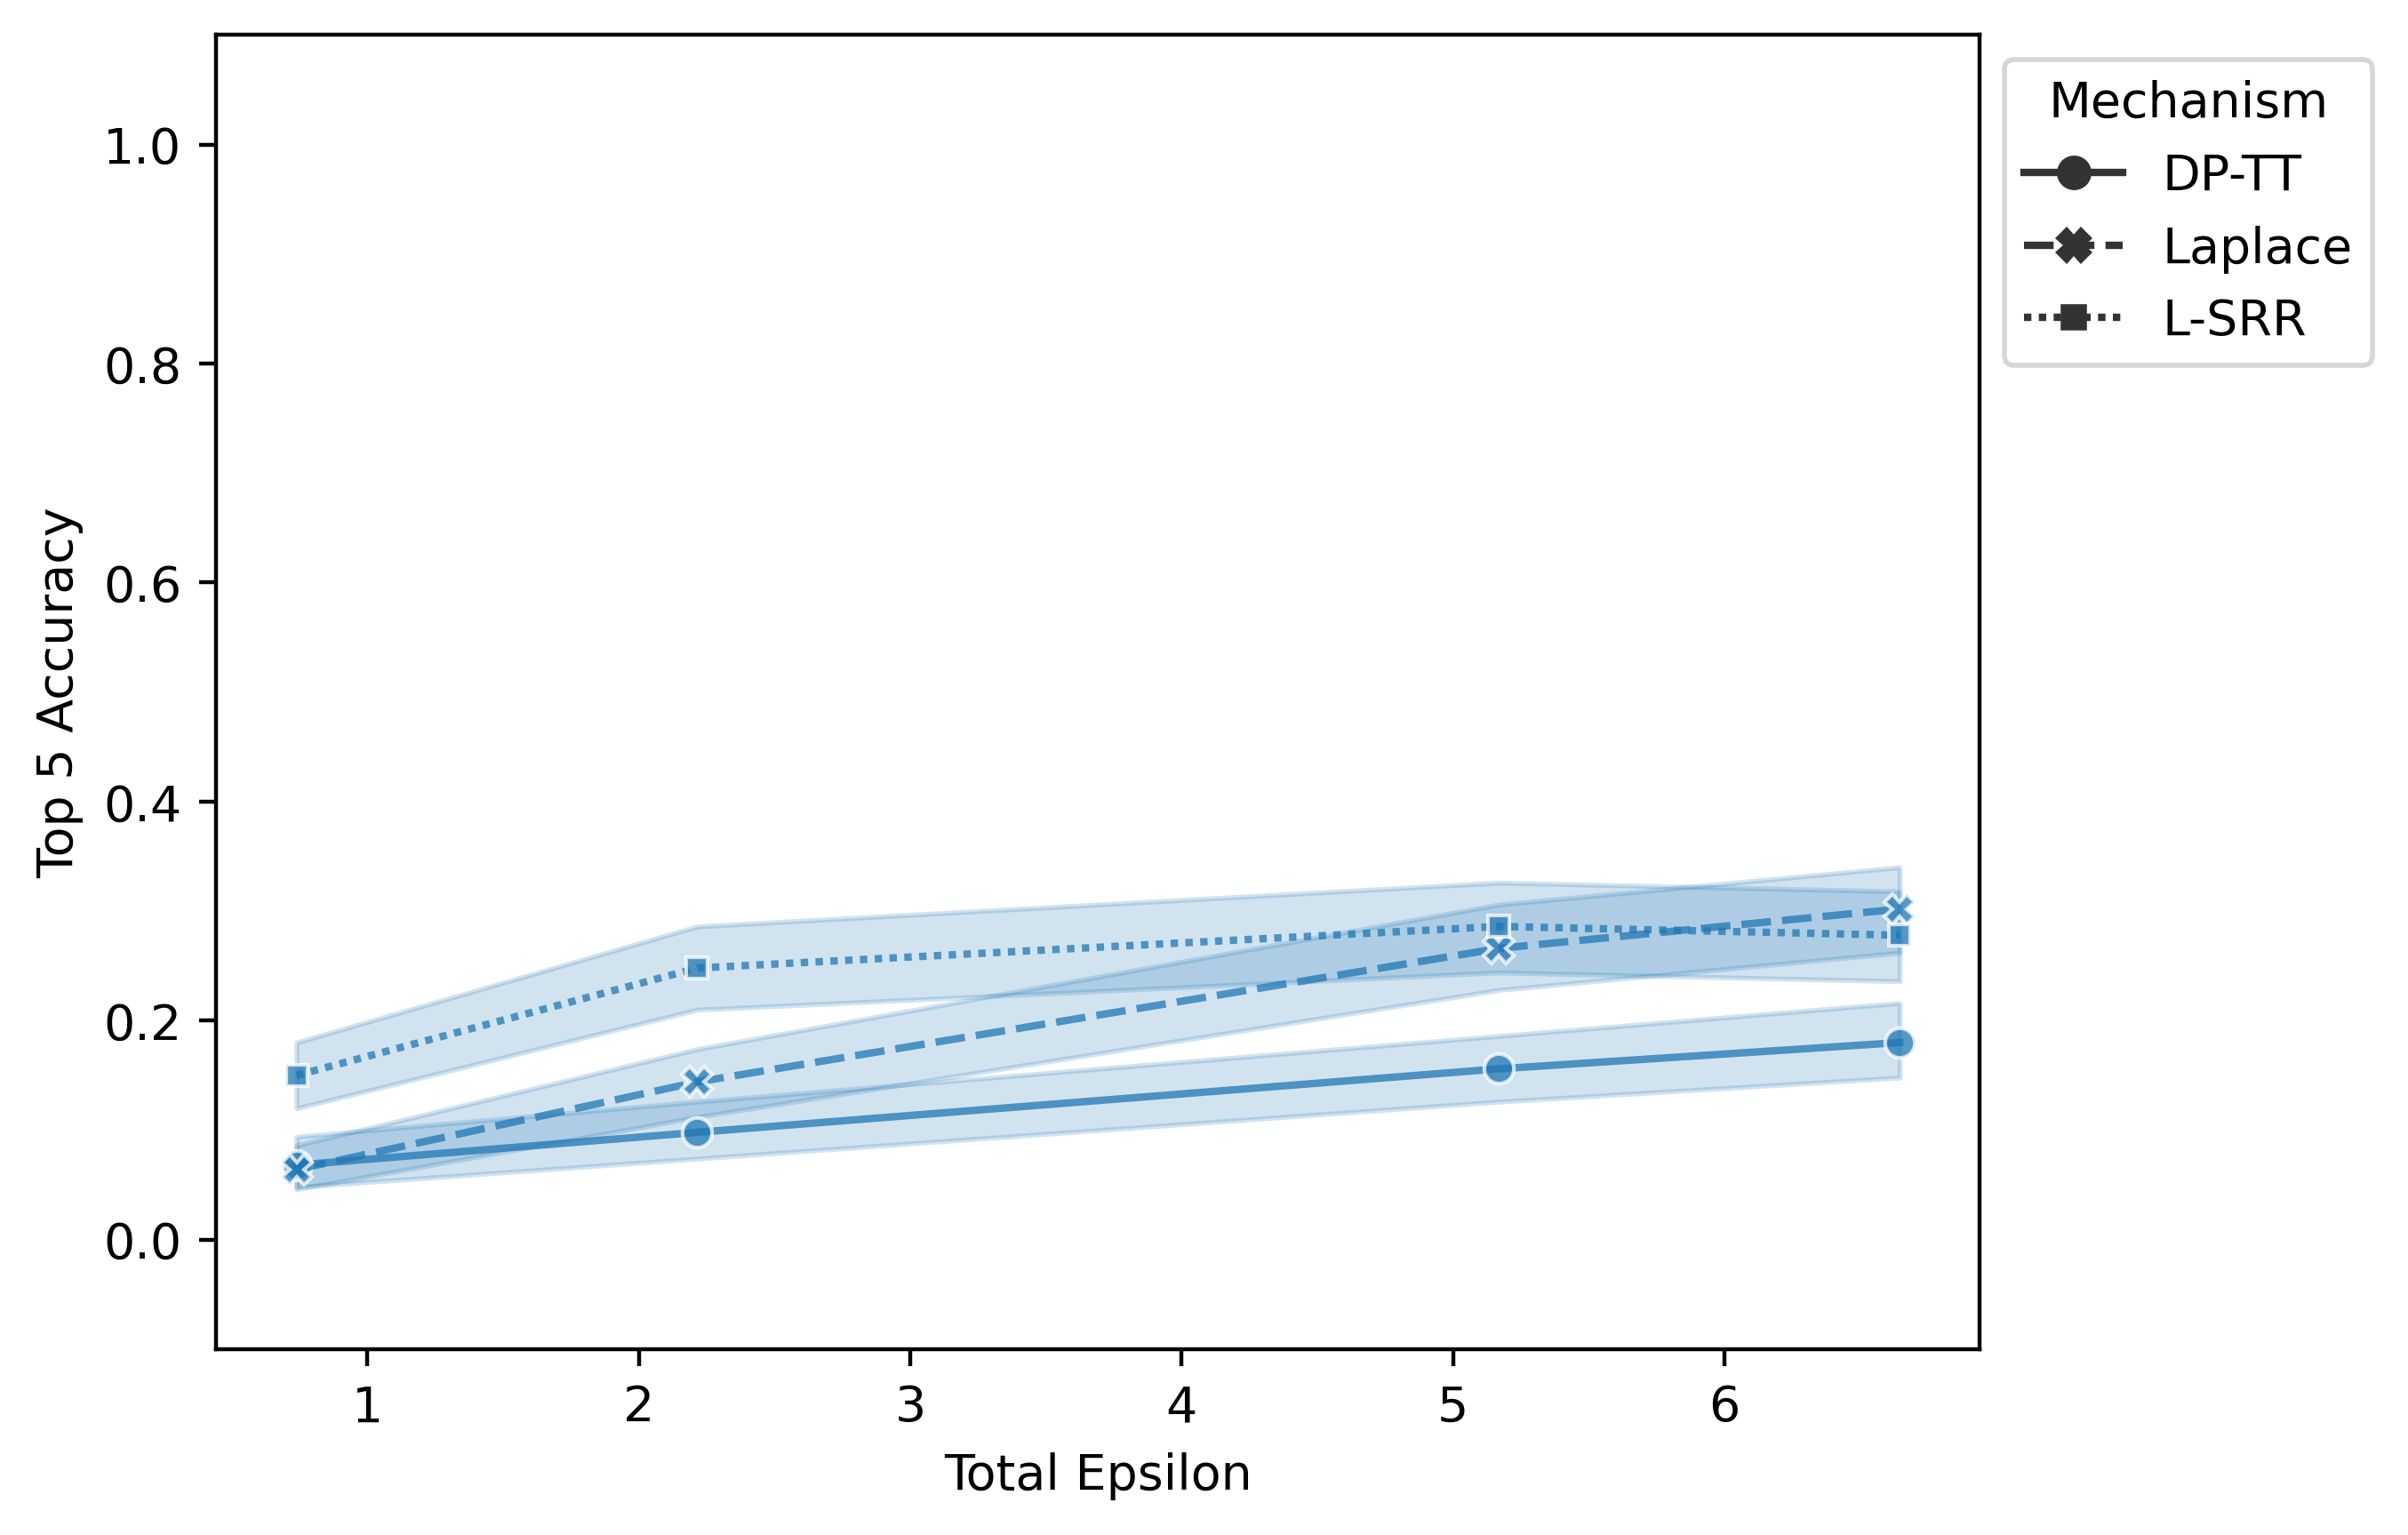 Mechanism
DP-TT
Laplace
L-SRR
Top 5 Accuracy
1.0
0.8
0.6
0.4
0.2
0.0
1 2 3 4 5 6
Total Epsilon